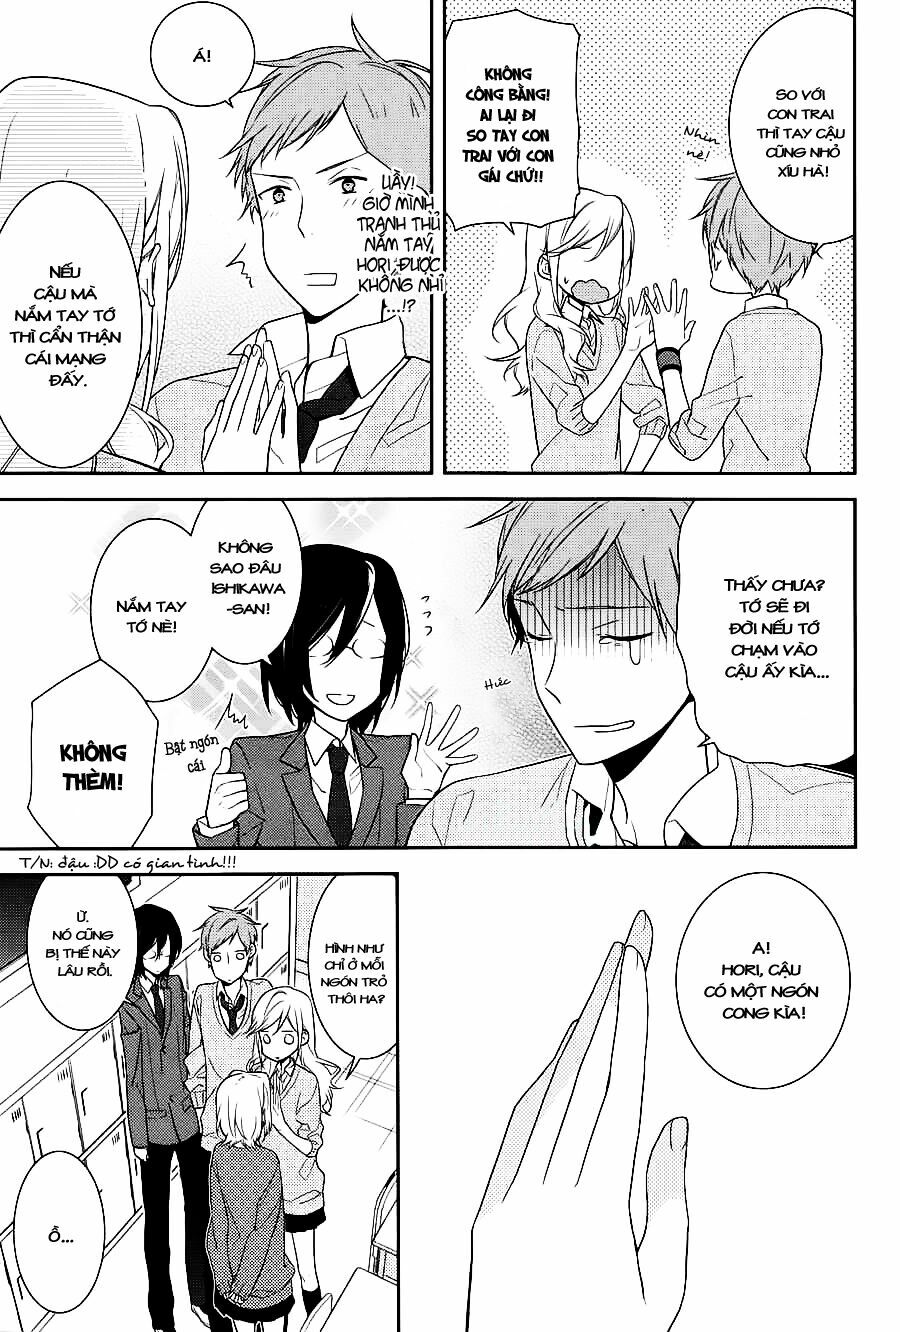 SO VỚI
CON TRAI
THÌ TAY CẬU
CŨNG NHỎ
XÍU HÀ!
Nhìn
nè!
KHÔNG
CÔNG BẰNG!
AI LẠI ĐI
SO TAY CON
TRAI VỚI CON
GÁI CHỨ!!
Á!
UẦY!
GIỜ MÌNH
TRANH THỦ
NẮM TAY
HORI ĐƯỢC
KHÔNG NHỈ
...!?
NẾU
CẬU MÀ
NẮM TAY TỚ
THÌ CẨN THẬN
CÁI MẠNG
ĐẤY.
THẤY CHƯA?
TỚ SẼ ĐI
ĐỜI NẾU TỚ
CHẠM VÀO
CẬU ẤY KÌA...
Hức
KHÔNG
SAO ĐÂU
ISHIKAWA
-SAN!
NẮM TAY
TỚ NÈ!
Bật ngón
cái
KHÔNG
THÈM!
T/N: đậu :DD có gian tình!!!
A!
HORI, CẬU
CÓ MỘT NGÓN
CONG KÌA!
HÌNH NHƯ
CHỈ Ở MỖI
NGÓN TRỎ
THÔI HA?
Ừ.
NÓ CŨNG
BỊ THẾ NÀY
LÂU RỒI.
Ồ...